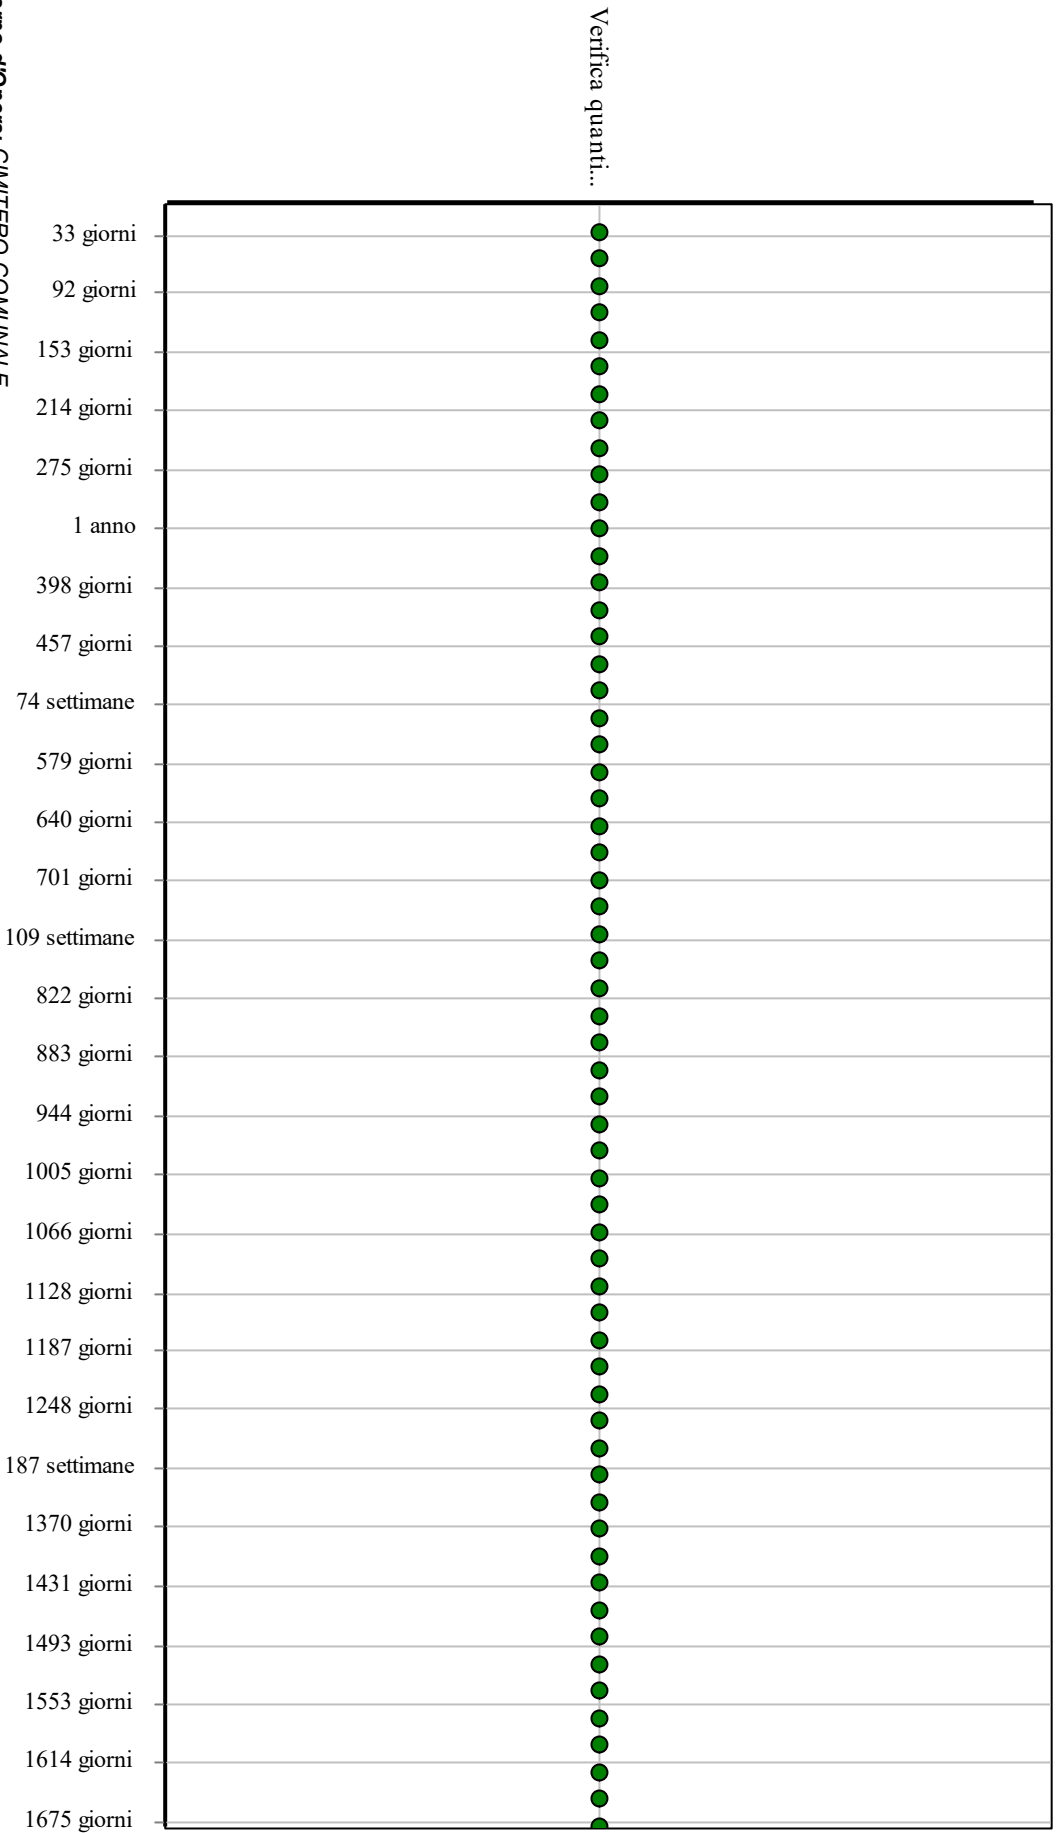 Verifica quanti...
33 giorni
92 giorni
153 giorni
214 giorni
275 giorni
1 anno
398 giorni
457 giorni
74 settimane
579 giorni
640 giorni
701 giorni
109 settimane
822 giorni
883 giorni
944 giorni
1005 giorni
1066 giorni
1128 giorni
1187 giorni
1248 giorni
187 settimane
1370 giorni
1431 giorni
1493 giorni
1553 giorni
1614 giorni
1675 giorni
CIMITERO COMUNALE